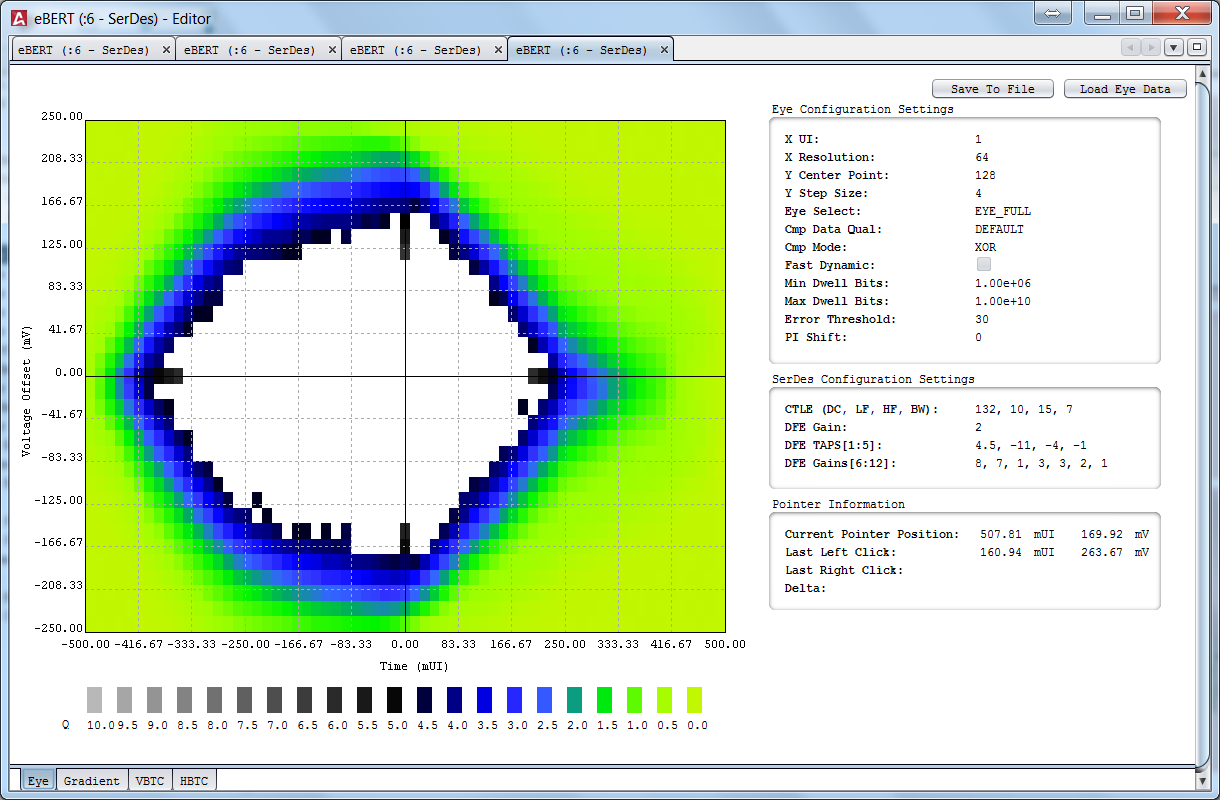 eBERT (:6 - SerDes) - Editor
eBERT (:6 - SerDes) eBERT (:6 - SerDes) eBERT (:6 - SerDes) eBERT (:6 - SerDes)
Save To File Load Eye Data
Eye Configuration Settings
X UI: 1
X Resolution: 64
Y Center Point: 128
Y Step Size: 4
Eye Select: EYE_FULL
Cmp Data Qual: DEFAULT
Cmp Mode: XOR
Fast Dynamic:
Min Dwell Bits: 1.00e+06
Max Dwell Bits: 1.00e+10
Error Threshold: 30
PI Shift: 0
SerDes Configuration Settings
CTLE (DC, LF, HF, BW): 132, 10, 15, 7
DFE Gain: 2
DFE TAPS[1:5]: 4.5, -11, -4, -1
DFE Gains[6:12]: 8, 7, 1, 3, 3, 2, 1
Pointer Information
Current Pointer Position: 507.81 mUI 169.92 mV
Last Left Click: 160.94 mUI 263.67 mV
Last Right Click:
Delta:
Voltage Offset (mV)
250.00
208.33
166.67
125.00
83.33
41.67
0.00
-41.67
-83.33
-125.00
-166.67
-208.33
-250.00
-500.00 -416.67 -333.33 -250.00 -166.67 -83.33 0.00 83.33 166.67 250.00 333.33 416.67 500.00
Time (mUI)
Q 10.0 9.5 9.0 8.5 8.0 7.5 7.0 6.5 6.0 5.5 5.0 4.5 4.0 3.5 3.0 2.5 2.0 1.5 1.0 0.5 0.0
Eye Gradient VBTC HBTC